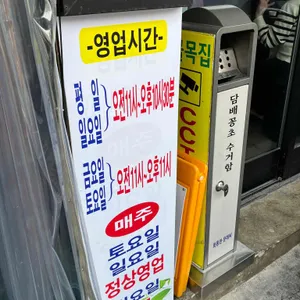 -영업시간-
평일
일요일
오전11시~오후10시30분
금요일
토요일
오전11시~오후11시
매주
토요일
일요일
정상영업
목집
CC
담배꽁초 수거함